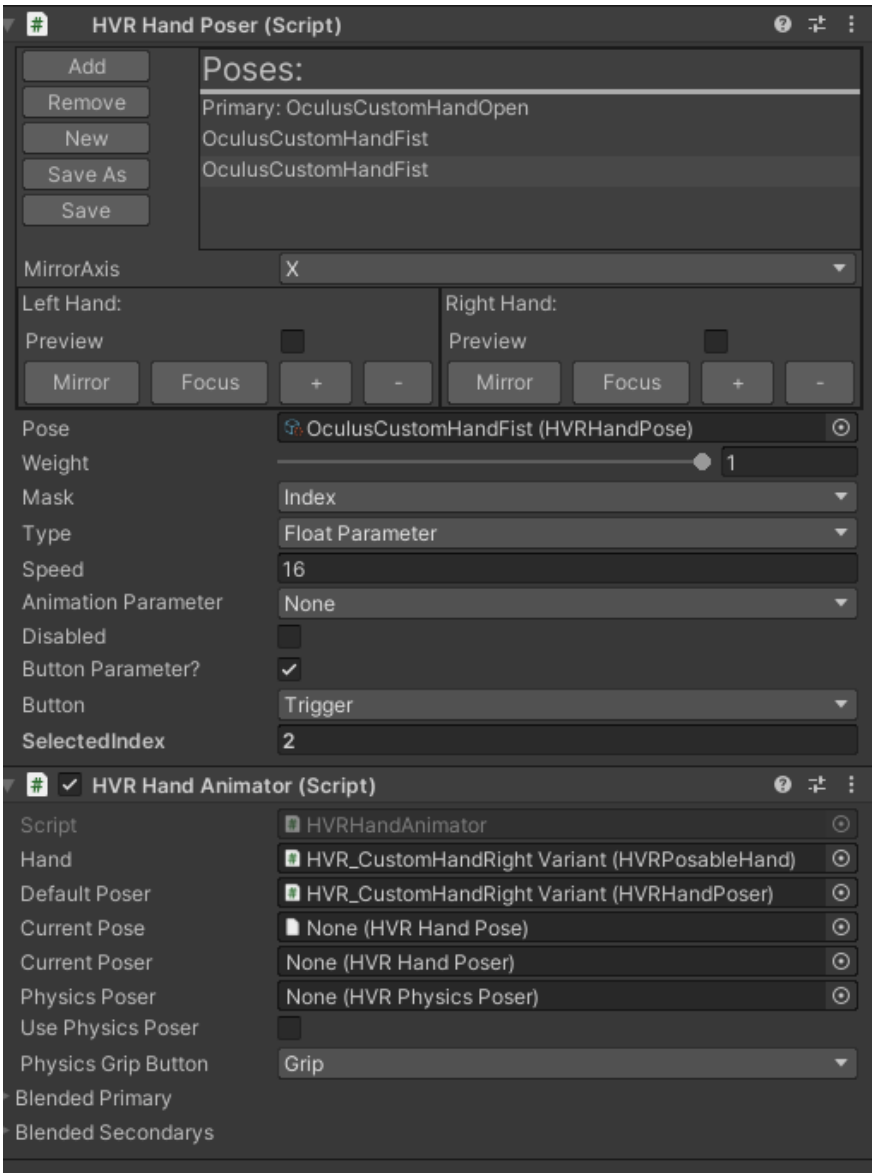 HVR Hand Poser (Script)
Add
Remove
New
Save As
Save
Poses:
Primary: OculusCustomHandOpen
OculusCustomHandFist
OculusCustomHandFist
MirrorAxis X
Left Hand:
Preview
Mirror Focus + -
Right Hand:
Preview
Mirror Focus + -
Pose OculusCustomHandFist (HVRHandPose)
Weight 1
Mask Index
Type Float Parameter
Speed 16
Animation Parameter None
Disabled
Button Parameter?
Button Trigger
SelectedIndex 2
HVR Hand Animator (Script)
Script HVRHandAnimator
Hand HVR_CustomHandRight Variant (HVRPosableHand)
Default Poser HVR_CustomHandRight Variant (HVRHandPoser)
Current Pose None (HVR Hand Pose)
Current Poser None (HVR Hand Poser)
Physics Poser None (HVR Physics Poser)
Use Physics Poser
Physics Grip Button Grip
Blended Primary
Blended Secondarys